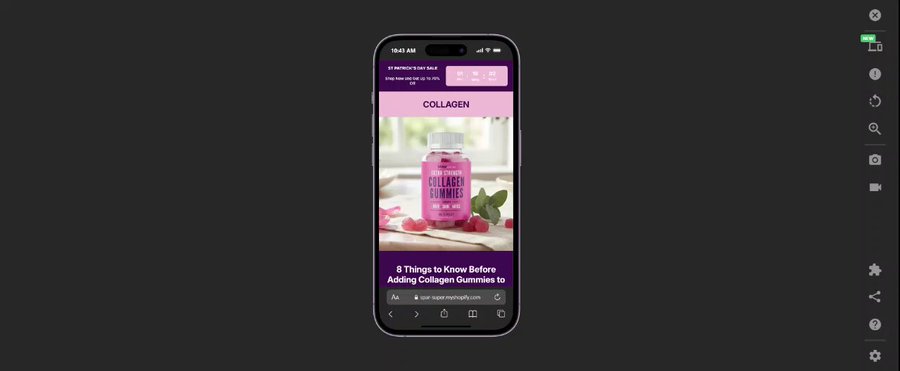 10:43 AM
ST PATRICK'S DAY SALE
Shop Now and Get Up To 70%
Off
COLLAGEN
EXTRA STRENGTH
COLLAGEN
GUMMIES
8 Things to Know Before
Adding Collagen Gummies to
AA
spar-super.myshopify.com
NEW